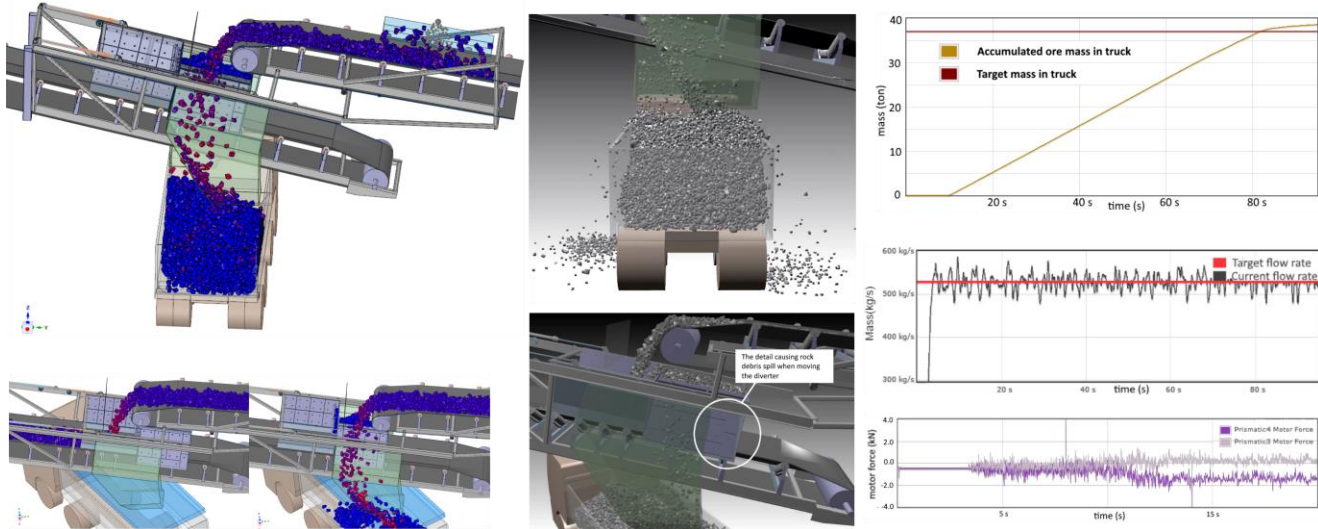 The detail causing rock
debris spill when moving
the diverter
40
30
20
10
0
mass (ton)
Accumulated ore mass in truck
Target mass in truck
20 s
40 s
60 s
80 s
time (s)
600 kg/s
500 kg/s
400 kg/s
300 kg/s
Mass(kg/s)
Target flow rate
Current flow rate
20 s
40 s
60 s
80 s
time (s)
4.0
2.0
0.0
-2.0
-4.0
motor force (kN)
Prismatic4 Motor Force
Prismatic3 Motor Force
5 s
10 s
15 s
time (s)